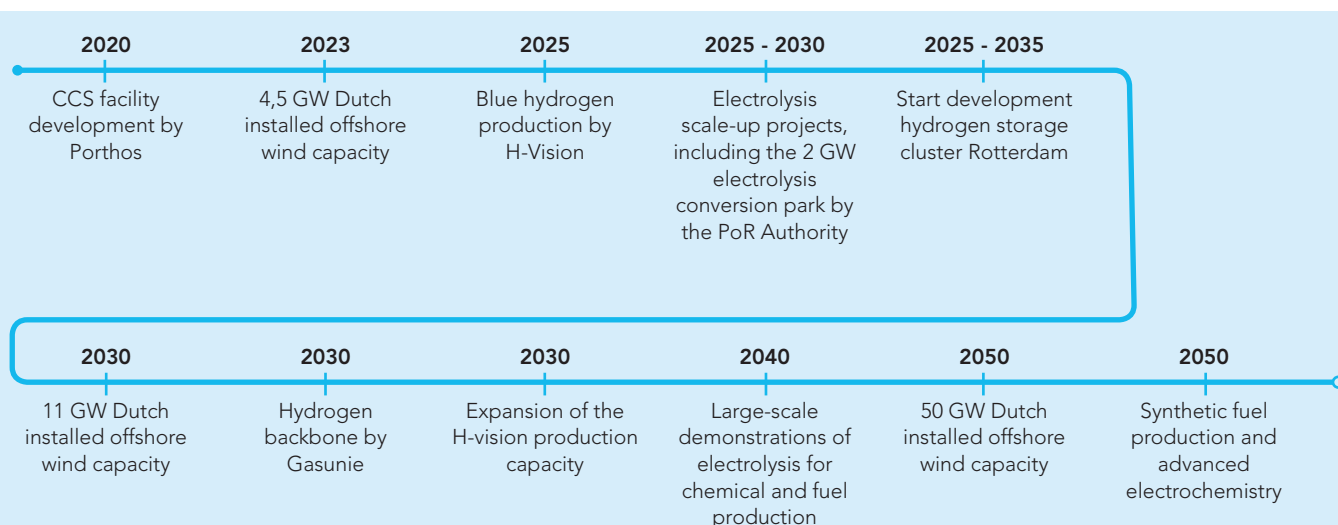 2020
CCS facility
development by
Porthos
2023
4,5 GW Dutch
installed offshore
wind capacity
2025
Blue hydrogen
production by
H-Vision
2025 - 2030
Electrolysis
scale-up projects,
including the 2 GW
electrolysis
conversion park by
the PoR Authority
2025 - 2035
Start development
hydrogen storage
cluster Rotterdam
2030
11 GW Dutch
installed offshore
wind capacity
2030
Hydrogen
backbone by
Gasunie
2030
Expansion of the
H-vision production
capacity
2040
Large-scale
demonstrations of
electrolysis for
chemical and fuel
production
2050
50 GW Dutch
installed offshore
wind capacity
2050
Synthetic fuel
production and
advanced
electrochemistry